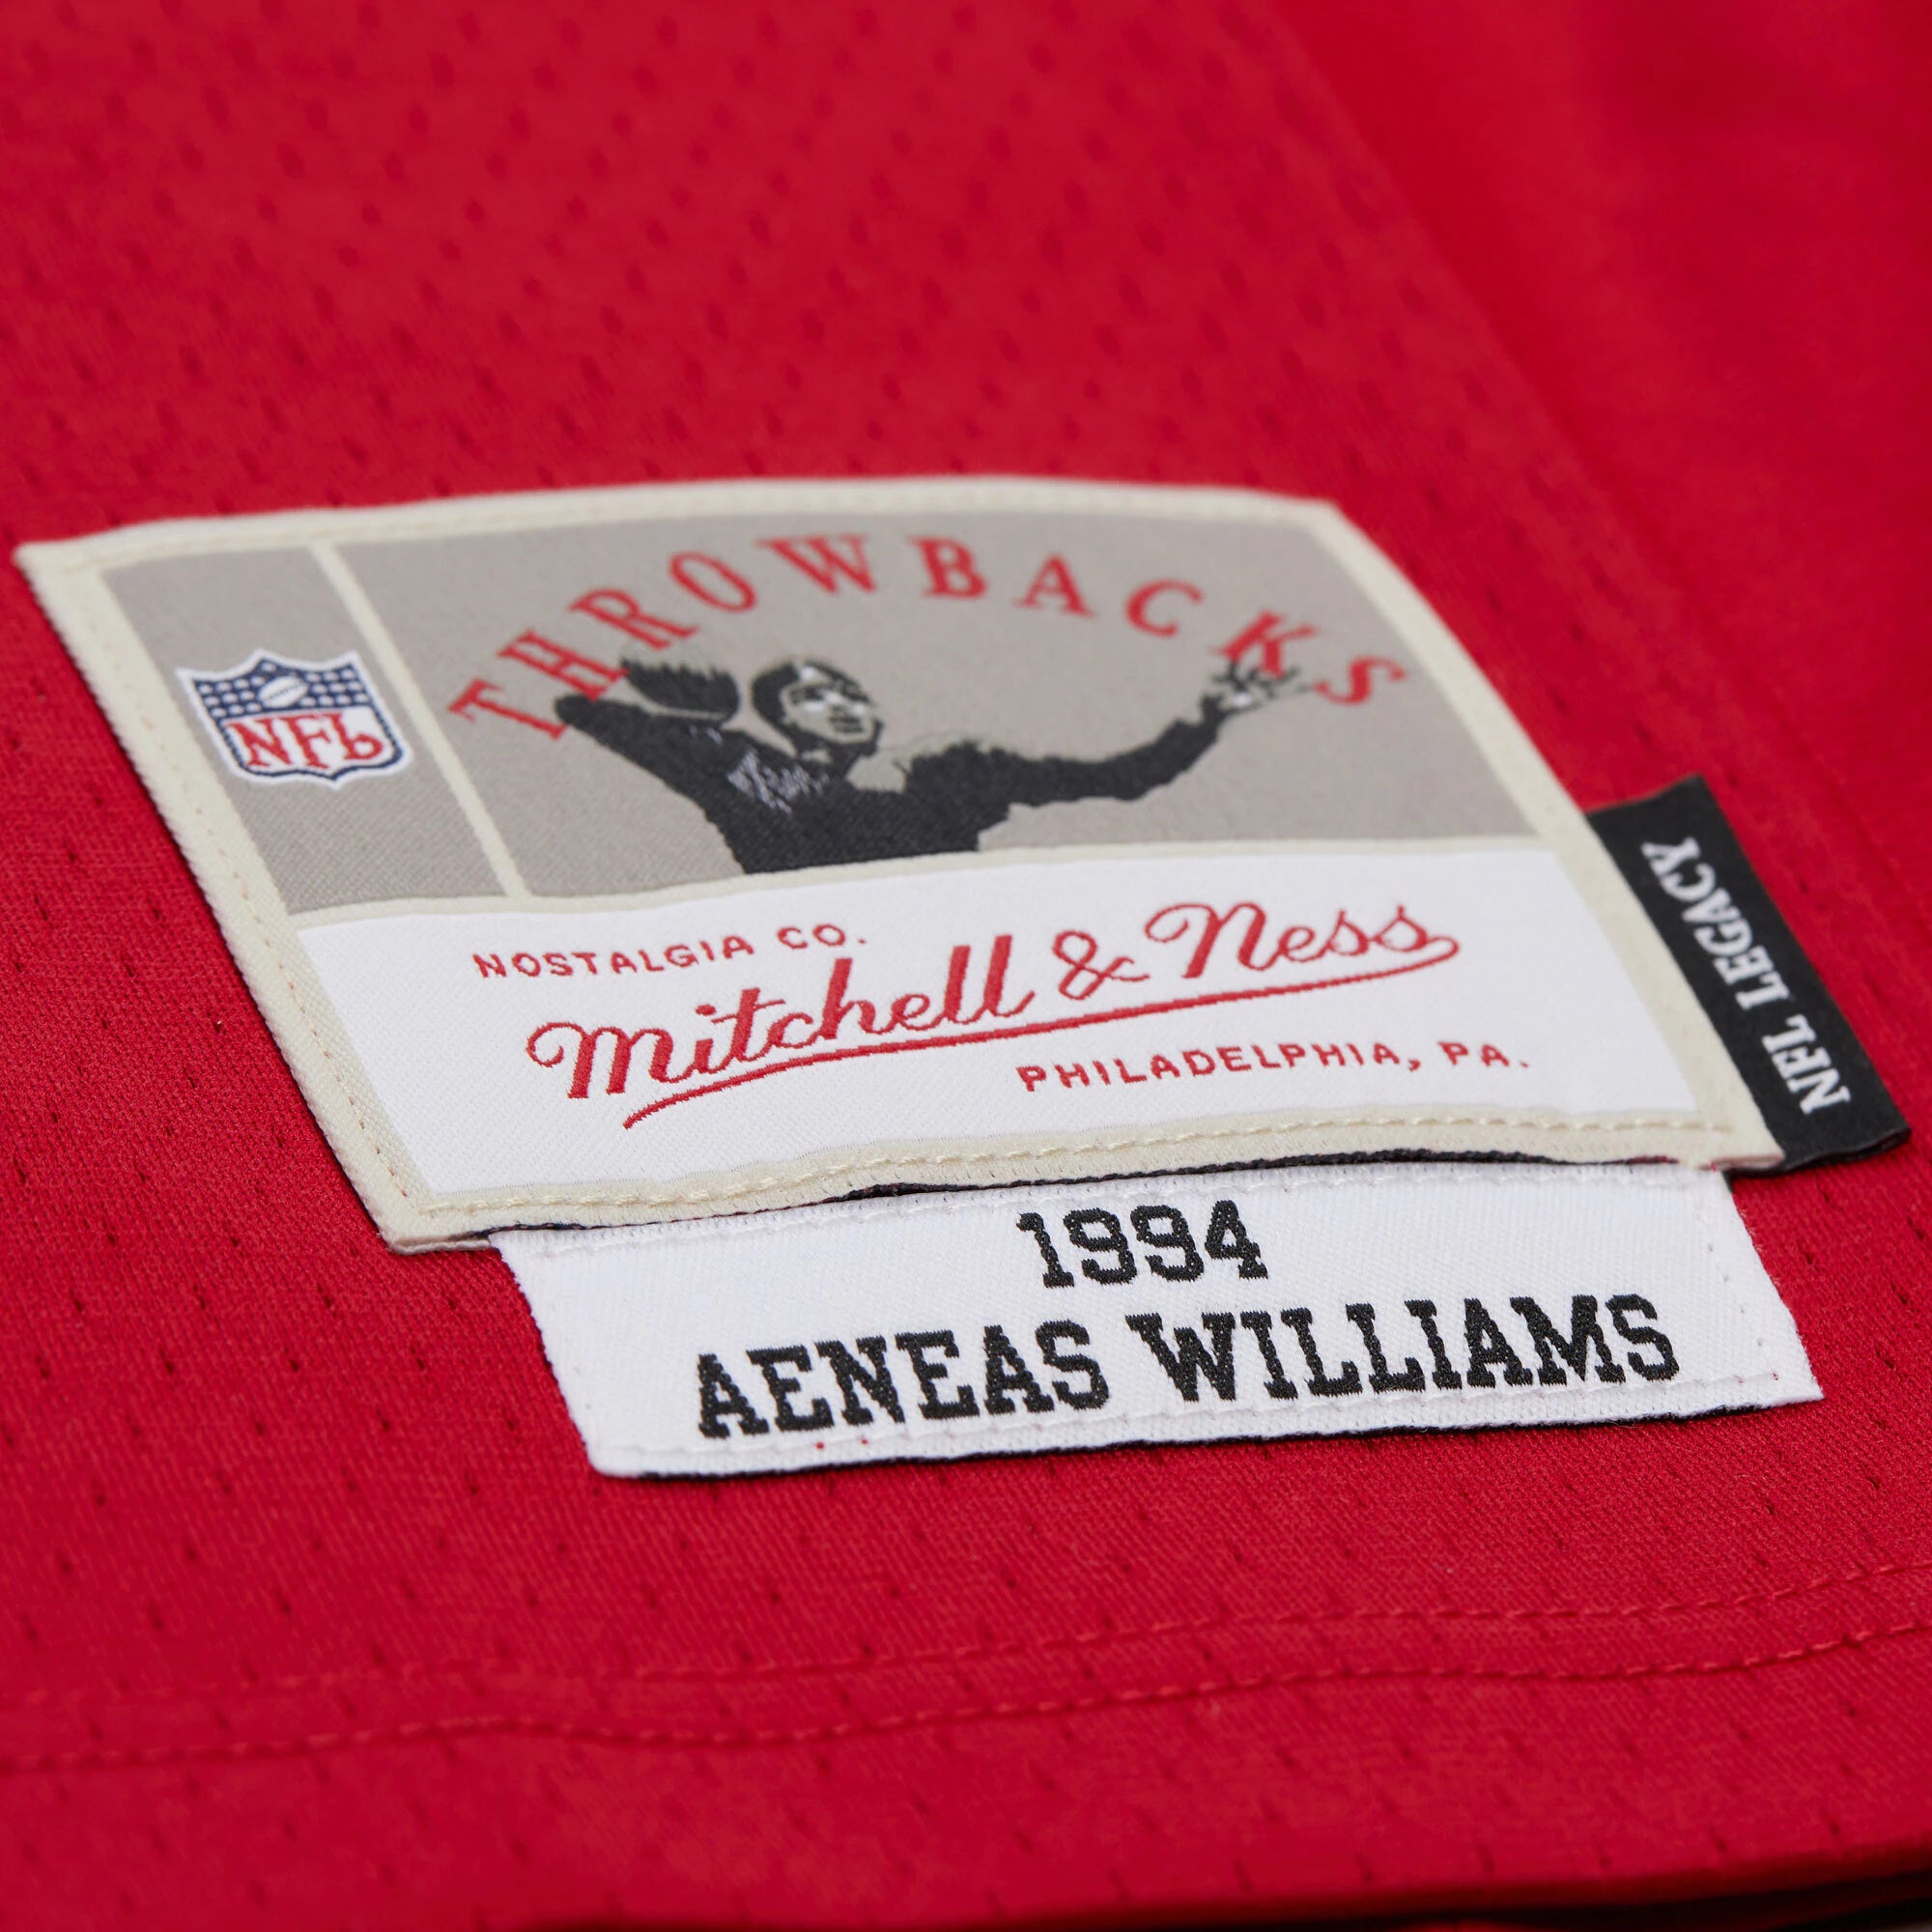 THROWBACKS
NFL
NOSTALGIA CO.
Mitchell & Ness
PHILADELPHIA, PA.
NFL LEGACY
1994
AENEAS WILLIAMS